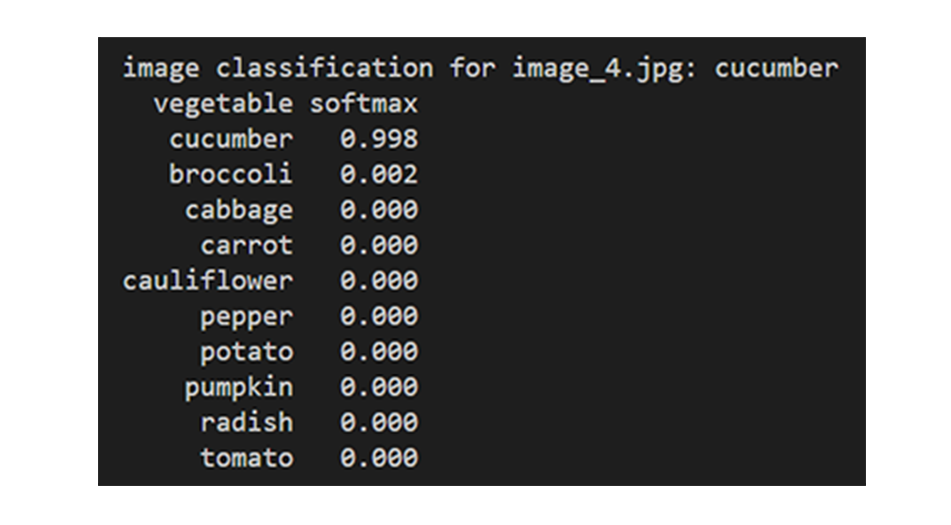 image classification for image_4.jpg: cucumber
vegetable softmax
cucumber 0.998
broccoli 0.002
cabbage 0.000
carrot 0.000
cauliflower 0.000
pepper 0.000
potato 0.000
pumpkin 0.000
radish 0.000
tomato 0.000